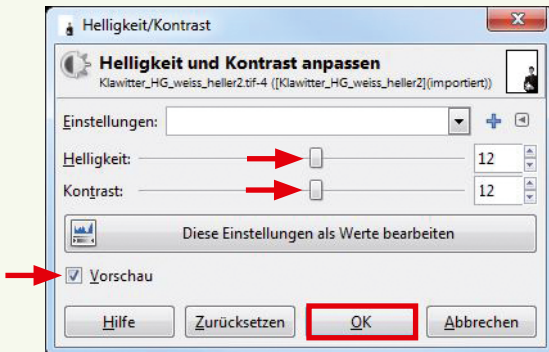 Helligkeit/Kontrast
Helligkeit und Kontrast anpassen
Klawitter_HG_weiss_heller2.tif-4 ([Klawitter_HG_weiss_heller2](importiert))
Einstellungen:
Helligkeit: 12
Kontrast: 12
Diese Einstellungen als Werte bearbeiten
Vorschau
Hilfe Zurücksetzen OK Abbrechen